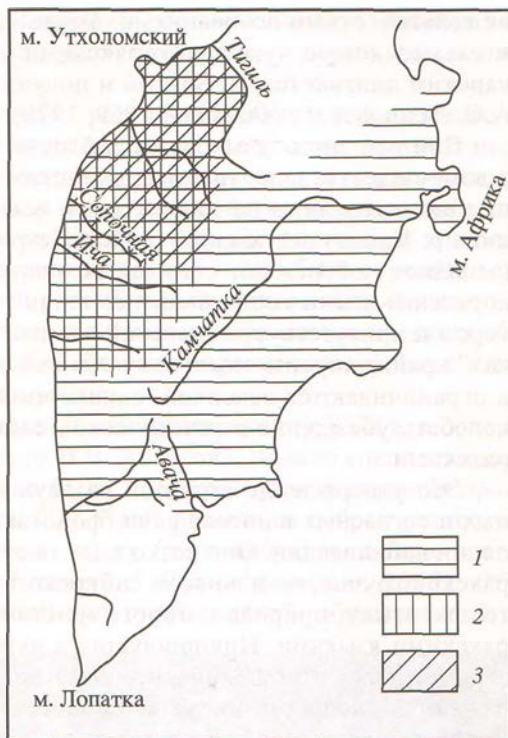 м. Утхоломский
Тигиль
м. Африка
Сопочная
Ича
Камчатка
Авача
1
2
3
м. Лопатка